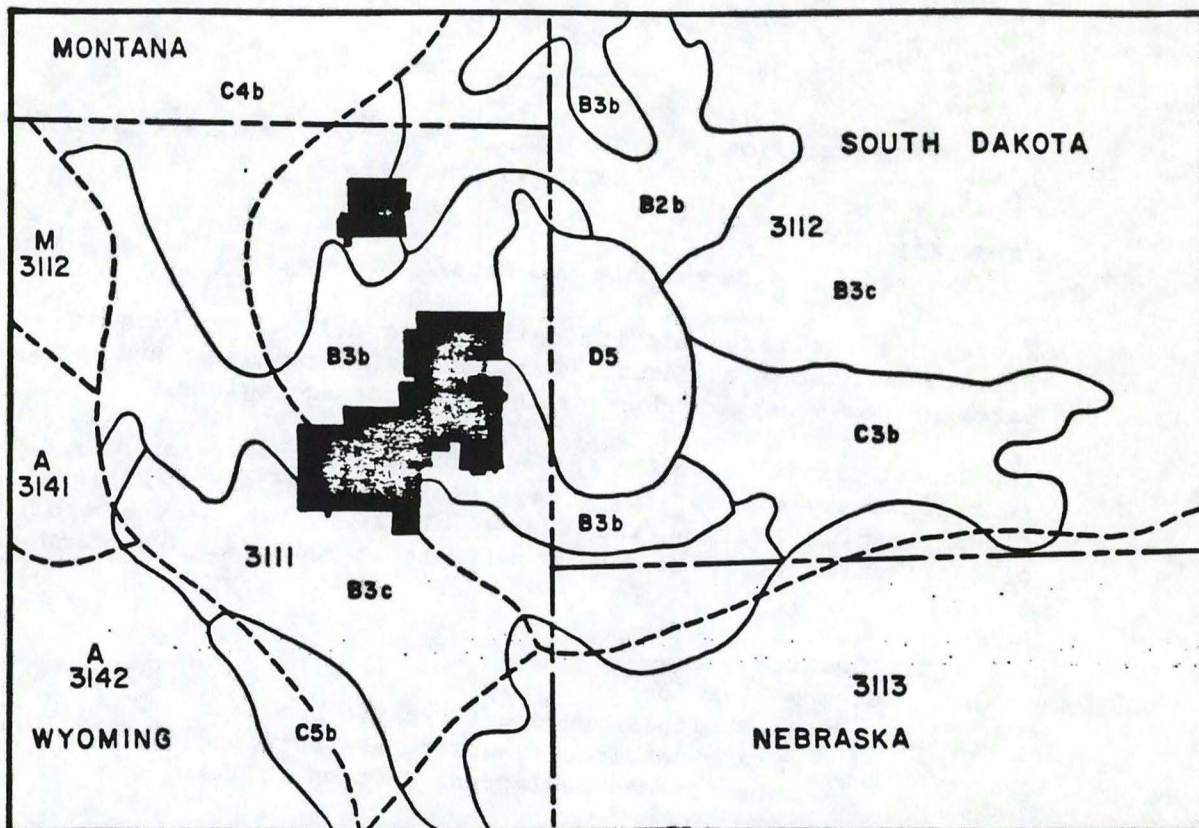 MONTANA
C4b
B3b
SOUTH DAKOTA
B2b
3112
M
3112
B3c
B3b
D5
C3b
A
3141
B3b
3111
B3c
A
3142
3113
C5b
WYOMING
NEBRASKA